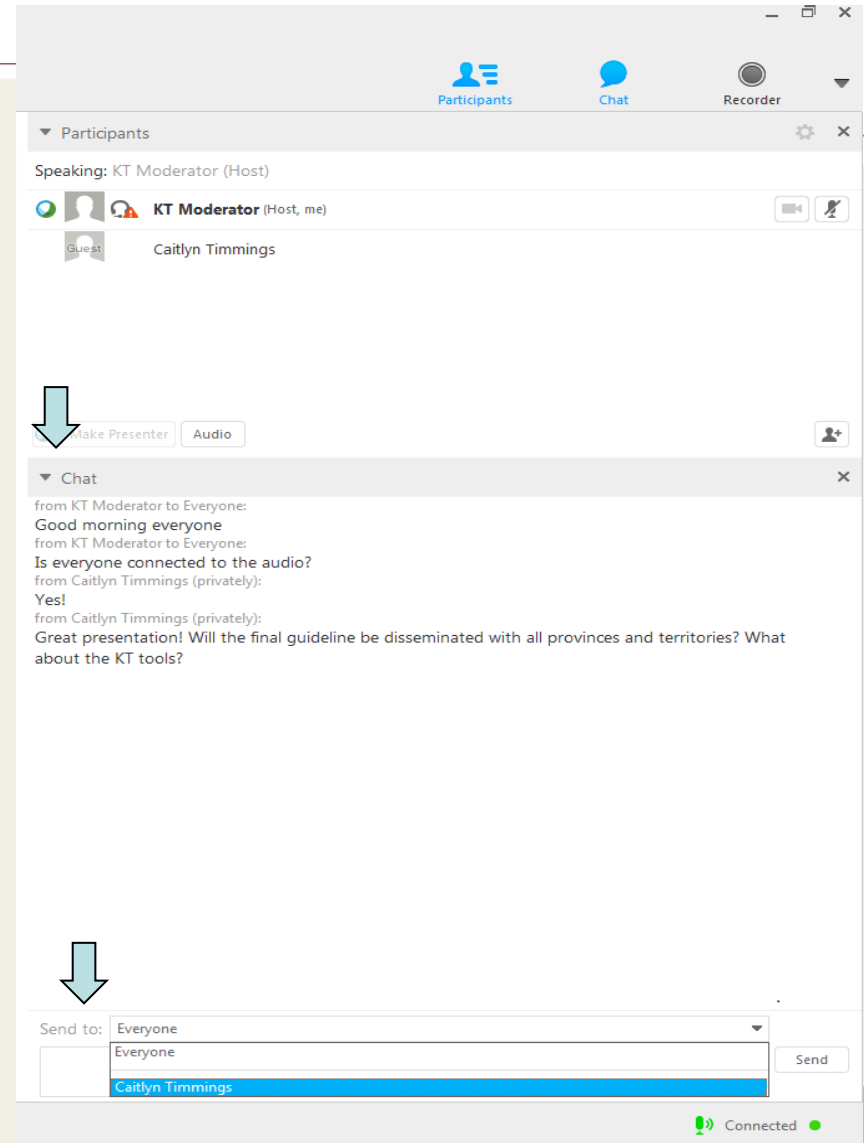 Participants Chat Recorder
Participants
Speaking: KT Moderator (Host)
KT Moderator (Host, me)
Guest Caitlyn Timmings
Make Presenter Audio
Chat
from KT Moderator to Everyone:
Good morning everyone
from KT Moderator to Everyone:
Is everyone connected to the audio?
from Caitlyn Timmings (privately):
Yes!
from Caitlyn Timmings (privately):
Great presentation! Will the final guideline be disseminated with all provinces and territories? What
about the KT tools?
Send to: Everyone
Everyone
Send
Caitlyn Timmings
Connected